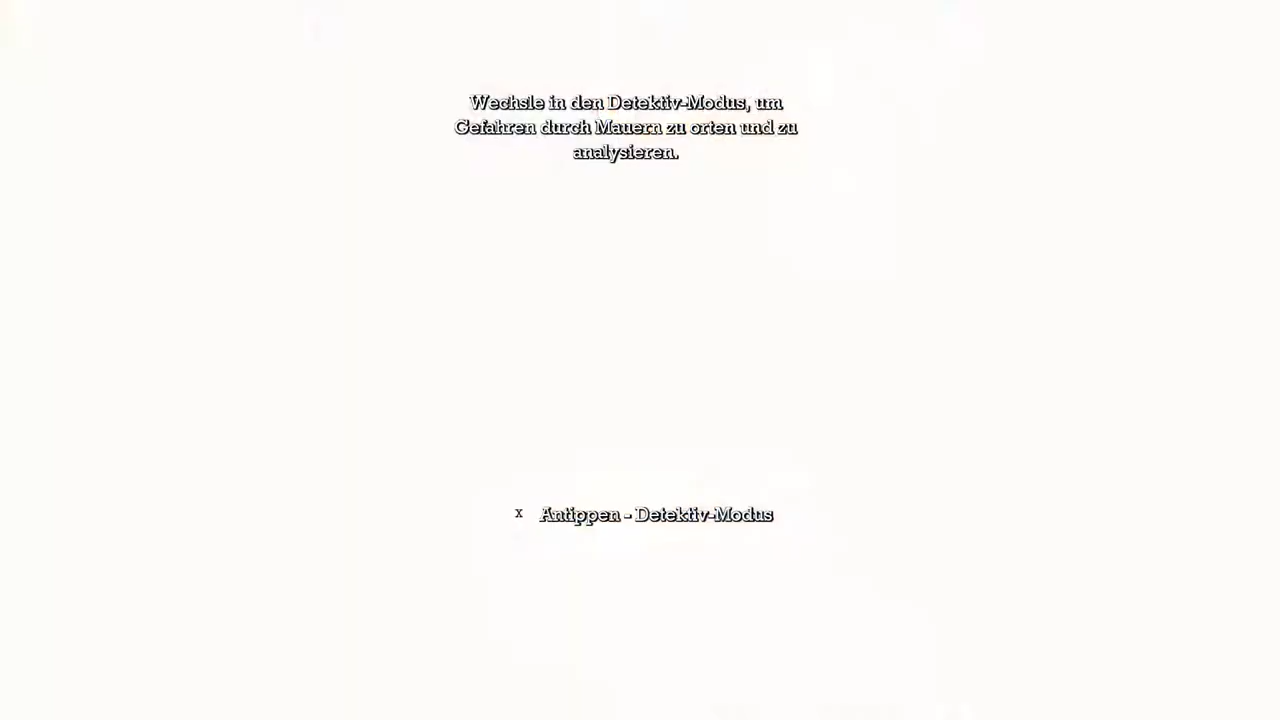 Wechsle in den Detektiv-Modus, um
Gefahren durch Mauern zu orten und zu
analysieren.
x Antippen - Detektiv-Modus